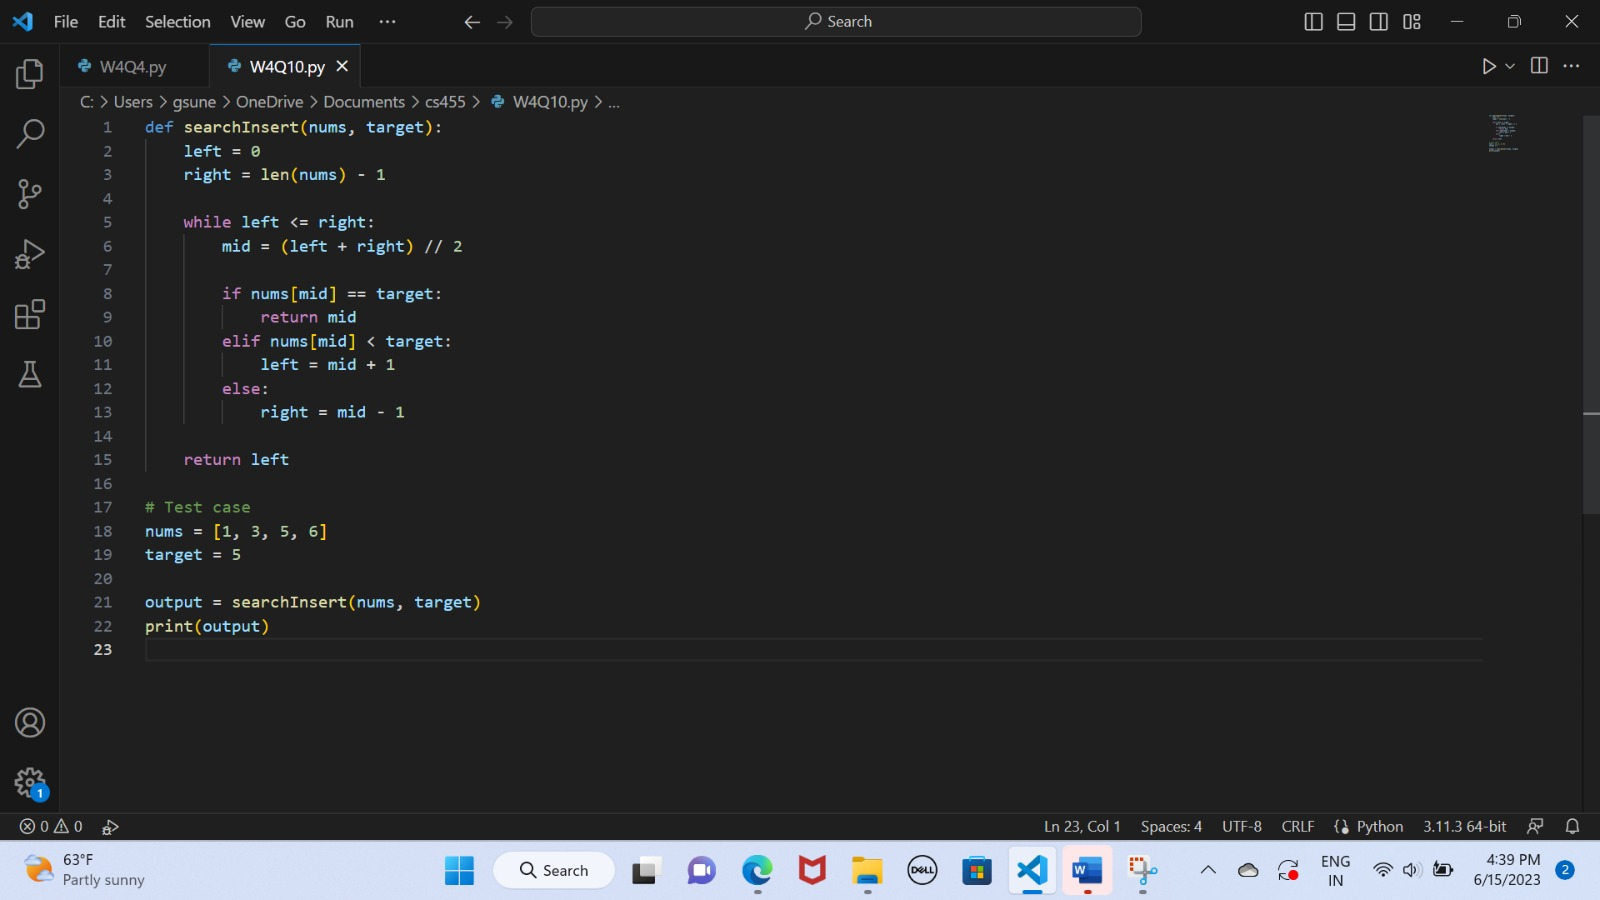 File Edit Selection View Go Run ··· Search
W4Q4.py W4Q10.py
C: > Users > gsune > OneDrive > Documents > cs455 > W4Q10.py > ...
1 def searchInsert(nums, target):
2     left = 0
3     right = len(nums) - 1
4
5     while left <= right:
6         mid = (left + right) // 2
7
8         if nums[mid] == target:
9             return mid
10         elif nums[mid] < target:
11             left = mid + 1
12         else:
13             right = mid - 1
14
15     return left
16
17 # Test case
18 nums = [1, 3, 5, 6]
19 target = 5
20
21 output = searchInsert(nums, target)
22 print(output)
23
1
0 0 Ln 23, Col 1 Spaces: 4 UTF-8 CRLF Python 3.11.3 64-bit
63°F
Partly sunny
Search
DELL
W
ENG
IN
4:39 PM
6/15/2023
2